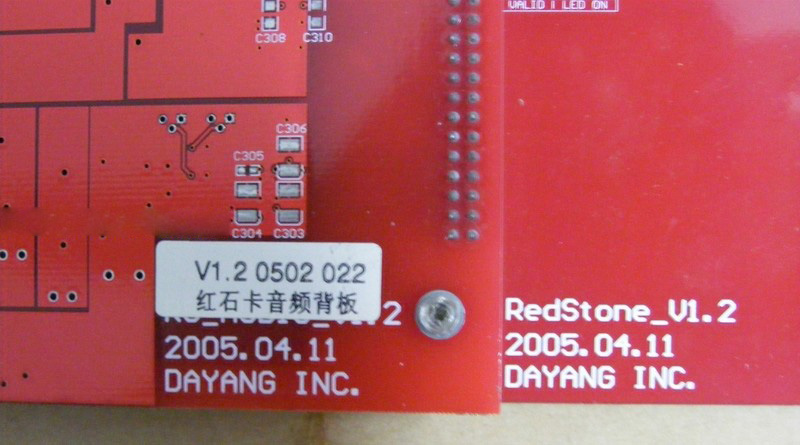 VALID | LED ON
C308
C310
C306
C305
C304
C303
V1.2 0502 022
红石卡音频背板
2005.04.11
DAYANG INC.
RedStone_V1.2
2005.04.11
DAYANG INC.